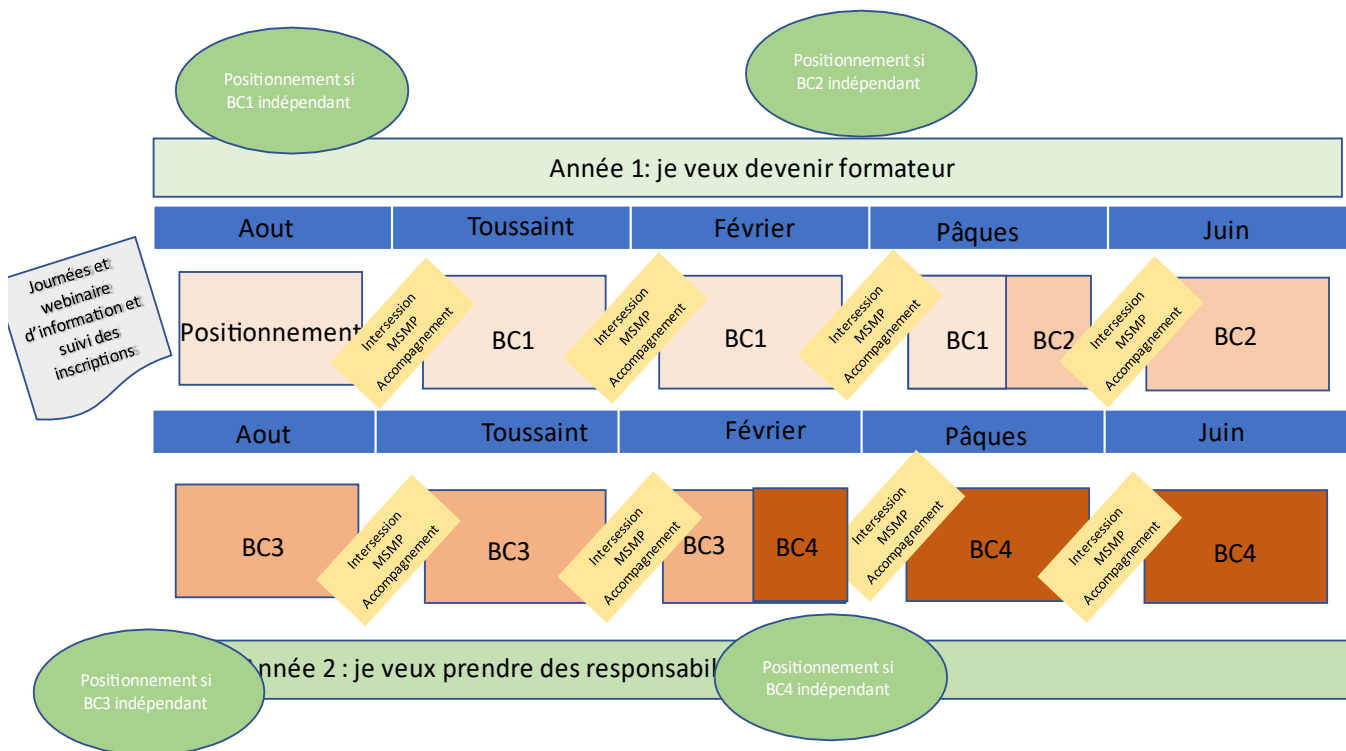 Positionnement si
BC1 indépendant
Positionnement si
BC2 indépendant
Année 1: je veux devenir formateur
Aout
Toussaint
Février
Pâques
Juin
Journées et
webinaire
d'information et
suivi des
inscriptions
Positionnement
Intersession
MSMP
Accompagnement
BC1
Intersession
MSMP
Accompagnement
BC1
Intersession
MSMP
Accompagnement
BC1
BC2
Intersession
MSMP
Accompagnement
BC2
Aout
Toussaint
Février
Pâques
Juin
BC3
Intersession
MSMP
Accompagnement
BC3
Intersession
MSMP
Accompagnement
BC3
BC4
Intersession
MSMP
Accompagnement
BC4
Intersession
MSMP
Accompagnement
BC4
Année 2 : je veux prendre des responsabil
Positionnement si
BC3 indépendant
Positionnement si
BC4 indépendant